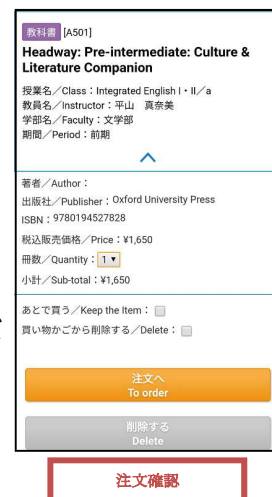 教科書 [A501]
Headway: Pre-intermediate: Culture &
Literature Companion
授業名／Class：Integrated English I・II／a
教員名／Instructor：平山　真奈美
学部名／Faculty：文学部
期間／Period：前期
著者／Author：
出版社／Publisher：Oxford University Press
ISBN：9780194527828
税込販売価格／Price：¥1,650
冊数／Quantity：1
小計／Sub-total：¥1,650
あとで買う／Keep the Item：
買い物かごから削除する／Delete：
注文へ
To order
削除する
Delete
注文確認